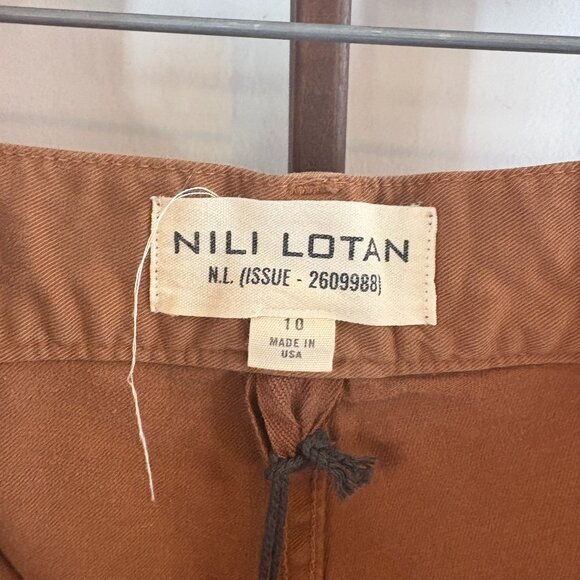 NILI LOTAN
N.L. (ISSUE - 2609988)
10
MADE IN
USA